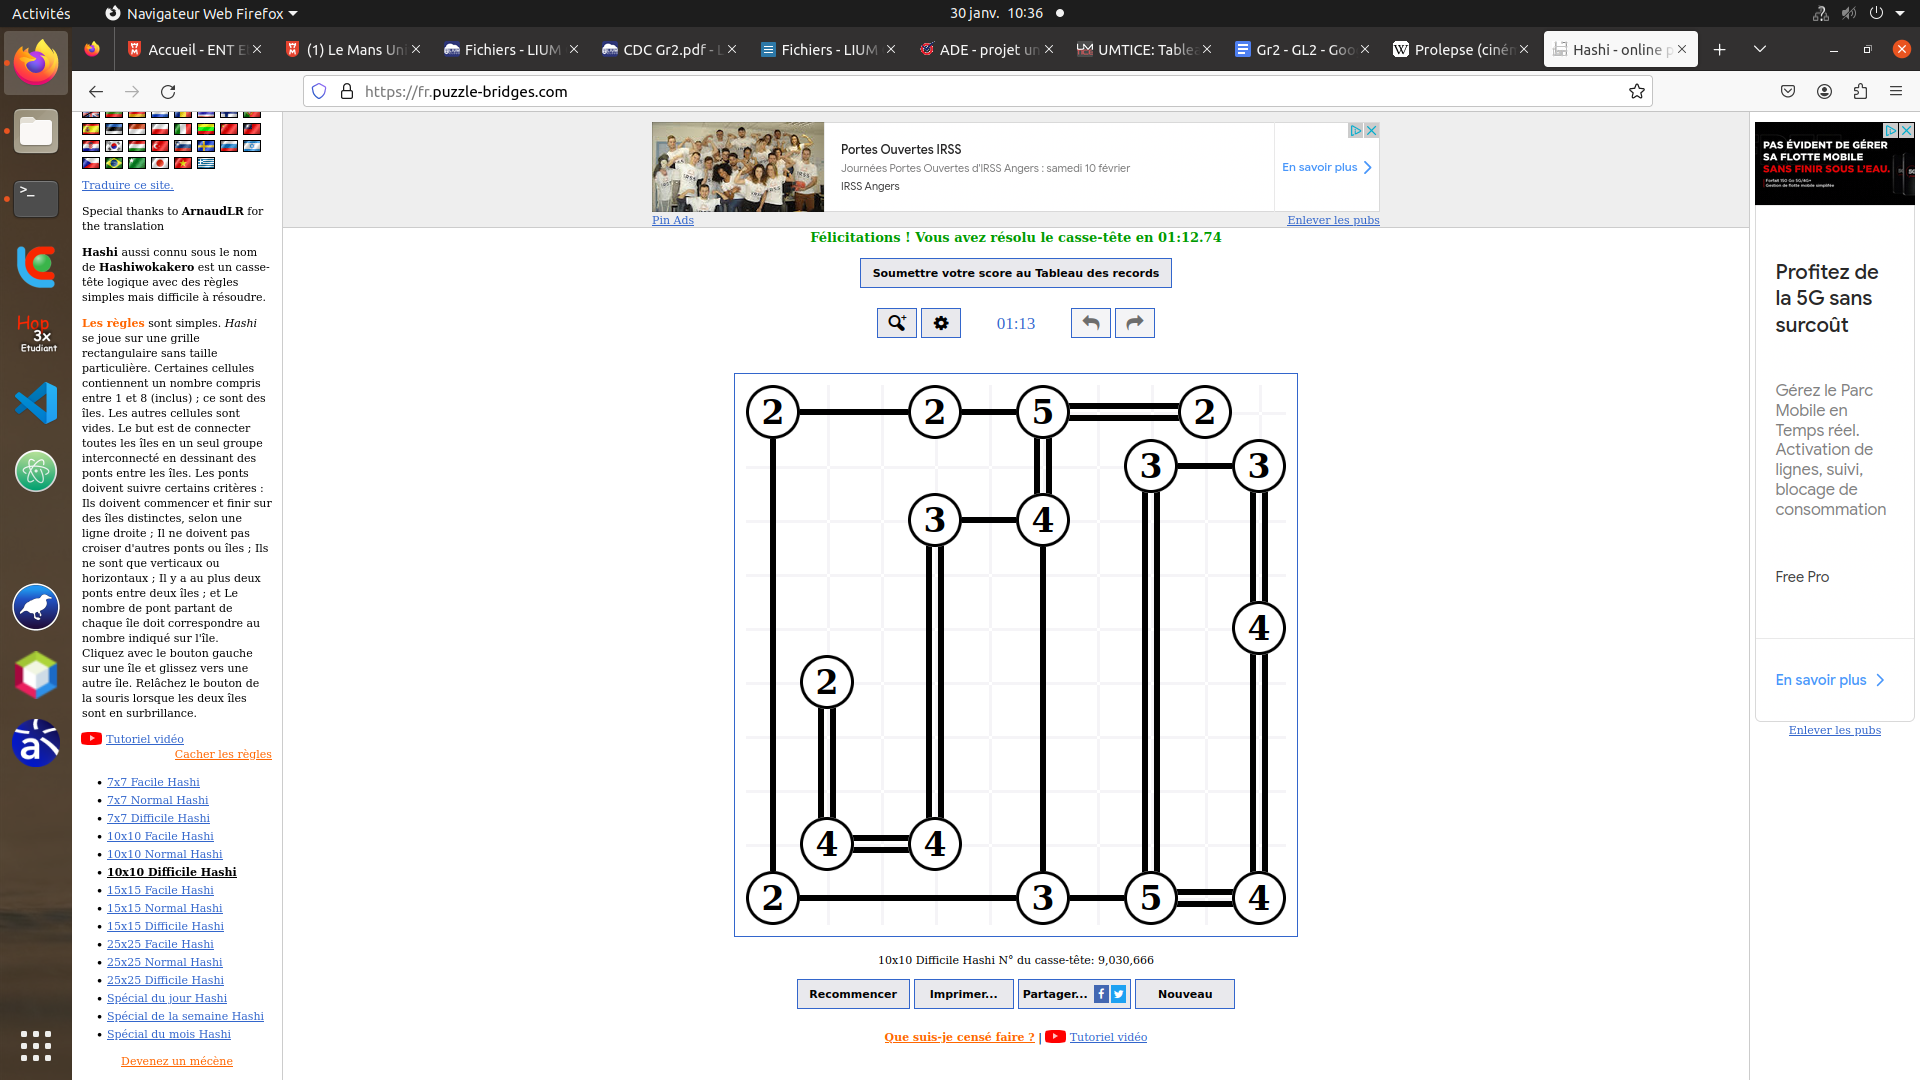 Activités
Navigateur Web Firefox
30 janv. 10:36
Accueil - ENT E
(1) Le Mans Uni
Fichiers - LIUM
CDC Gr2.pdf - L
Fichiers - LIUM
ADE - projet un
UMTICE: Tablea
Gr2 - GL2 - Goo
Prolepse (ciném
Hashi - online p
https://fr.puzzle-bridges.com
Traduire ce site.
Special thanks to ArnaudLR for
the translation
Hashi aussi connu sous le nom
de Hashiwokakero est un casse-
tête logique avec des règles
simples mais difficile à résoudre.
Les règles sont simples. Hashi
se joue sur une grille
rectangulaire sans taille
particulière. Certaines cellules
contiennent un nombre compris
entre 1 et 8 (inclus) ; ce sont des
îles. Les autres cellules sont
vides. Le but est de connecter
toutes les îles en un seul groupe
interconnecté en dessinant des
ponts entre les îles. Les ponts
doivent suivre certains critères :
Ils doivent commencer et finir sur
des îles distinctes, selon une
ligne droite ; Il ne doivent pas
croiser d'autres ponts ou îles ; Ils
ne sont que verticaux ou
horizontaux ; Il y a au plus deux
ponts entre deux îles ; et Le
nombre de pont partant de
chaque île doit correspondre au
nombre indiqué sur l'île.
Cliquez avec le bouton gauche
sur une île et glissez vers une
autre île. Relâchez le bouton de
la souris lorsque les deux îles
sont en surbrillance.
Tutoriel vidéo
Cacher les règles
7x7 Facile Hashi
7x7 Normal Hashi
7x7 Difficile Hashi
10x10 Facile Hashi
10x10 Normal Hashi
10x10 Difficile Hashi
15x15 Facile Hashi
15x15 Normal Hashi
15x15 Difficile Hashi
25x25 Facile Hashi
25x25 Normal Hashi
25x25 Difficile Hashi
Spécial du jour Hashi
Spécial de la semaine Hashi
Spécial du mois Hashi
Devenez un mécène
Hop
3x
Etudiant
Portes Ouvertes IRSS
Journées Portes Ouvertes d'IRSS Angers : samedi 10 février
IRSS Angers
En savoir plus
Pin Ads
Enlever les pubs
Félicitations ! Vous avez résolu le casse-tête en 01:12.74
Soumettre votre score au Tableau des records
01:13
2 2 5 2
3 3
3 4
4
2
4 4
2 3 5 4
10x10 Difficile Hashi N° du casse-tête: 9,030,666
Recommencer
Imprimer...
Partager...
Nouveau
Que suis-je censé faire ? | Tutoriel vidéo
PAS ÉVIDENT DE GÉRER
SA FLOTTE MOBILE
SANS FINIR SOUS L'EAU.
Profitez de
la 5G sans
surcoût
Gérez le Parc
Mobile en
Temps réel.
Activation de
lignes, suivi,
blocage de
consommation
Free Pro
En savoir plus
Enlever les pubs